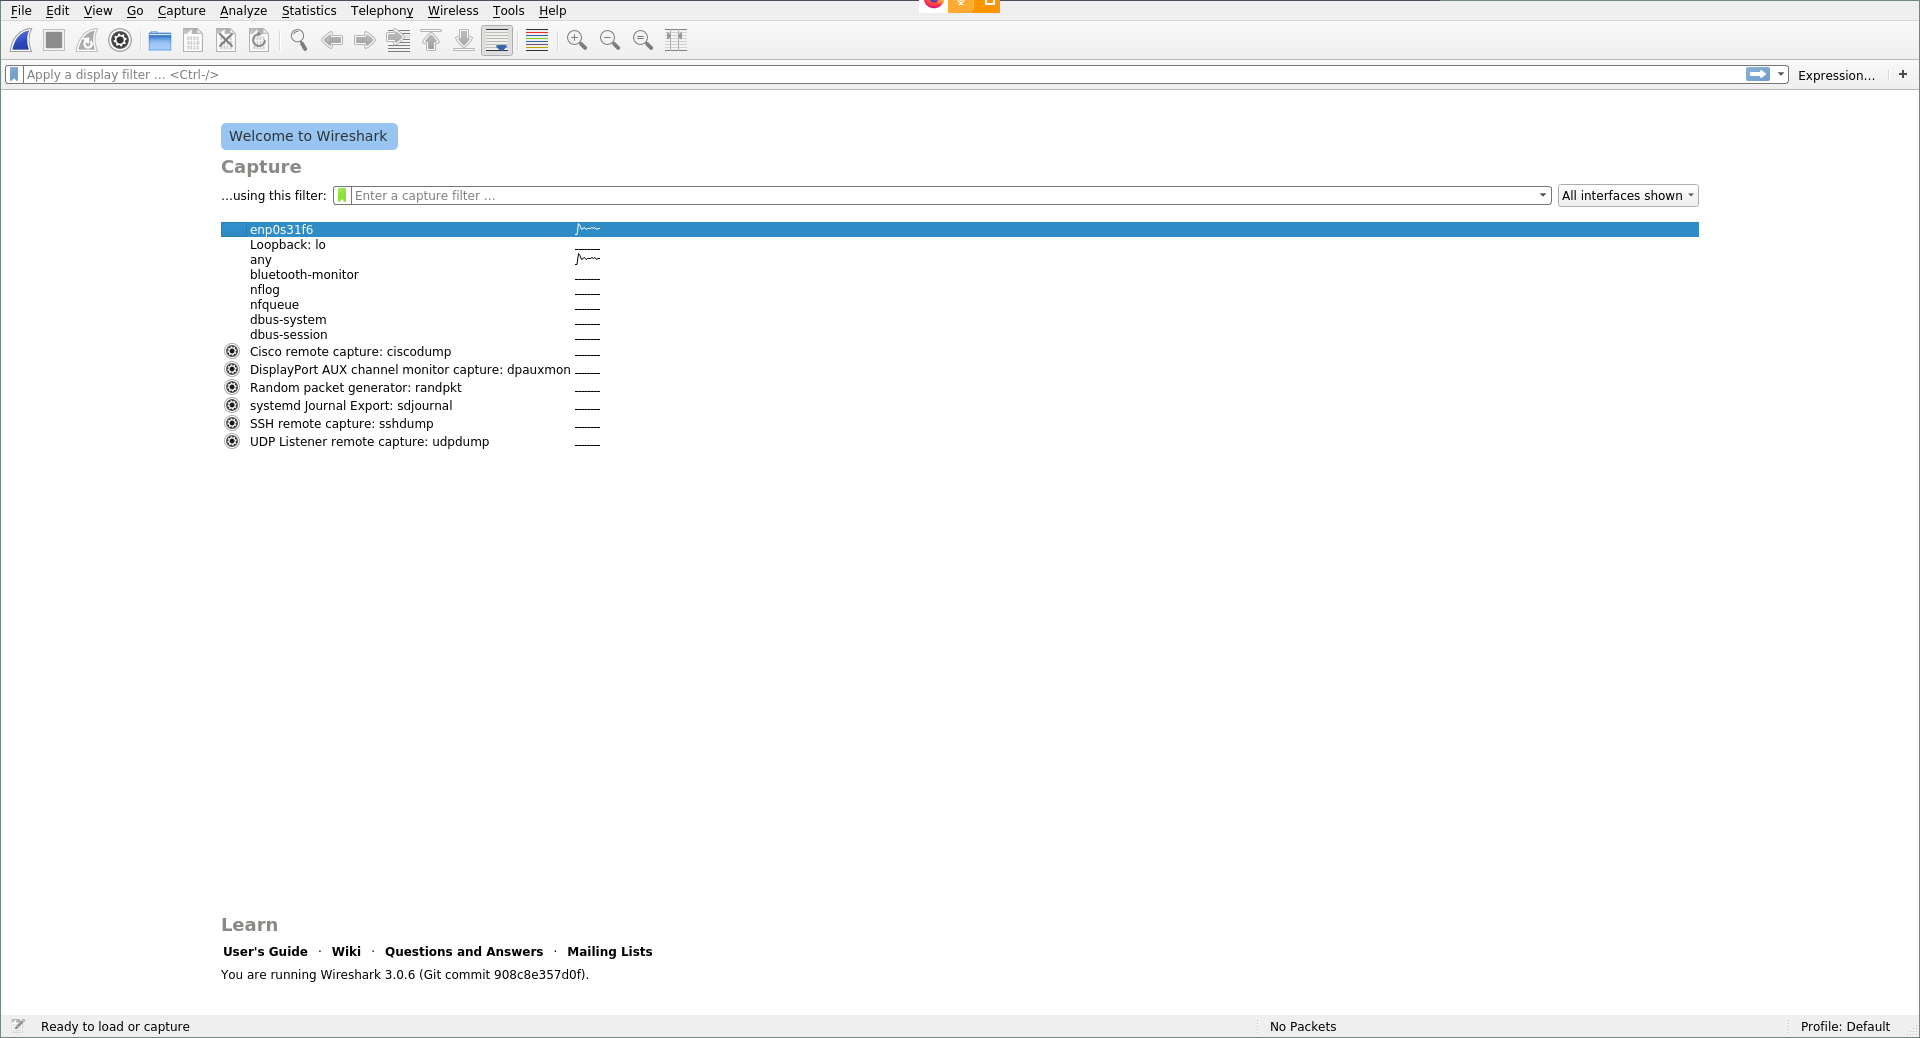 File Edit View Go Capture Analyze Statistics Telephony Wireless Tools Help
Apply a display filter … <Ctrl-/> Expression… +
Welcome to Wireshark
Capture
…using this filter: Enter a capture filter … All interfaces shown
enp0s31f6
Loopback: lo
any
bluetooth-monitor
nflog
nfqueue
dbus-system
dbus-session
Cisco remote capture: ciscodump
DisplayPort AUX channel monitor capture: dpauxmon
Random packet generator: randpkt
systemd Journal Export: sdjournal
SSH remote capture: sshdump
UDP Listener remote capture: udpdump
Learn
User's Guide · Wiki · Questions and Answers · Mailing Lists
You are running Wireshark 3.0.6 (Git commit 908c8e357d0f).
Ready to load or capture No Packets Profile: Default